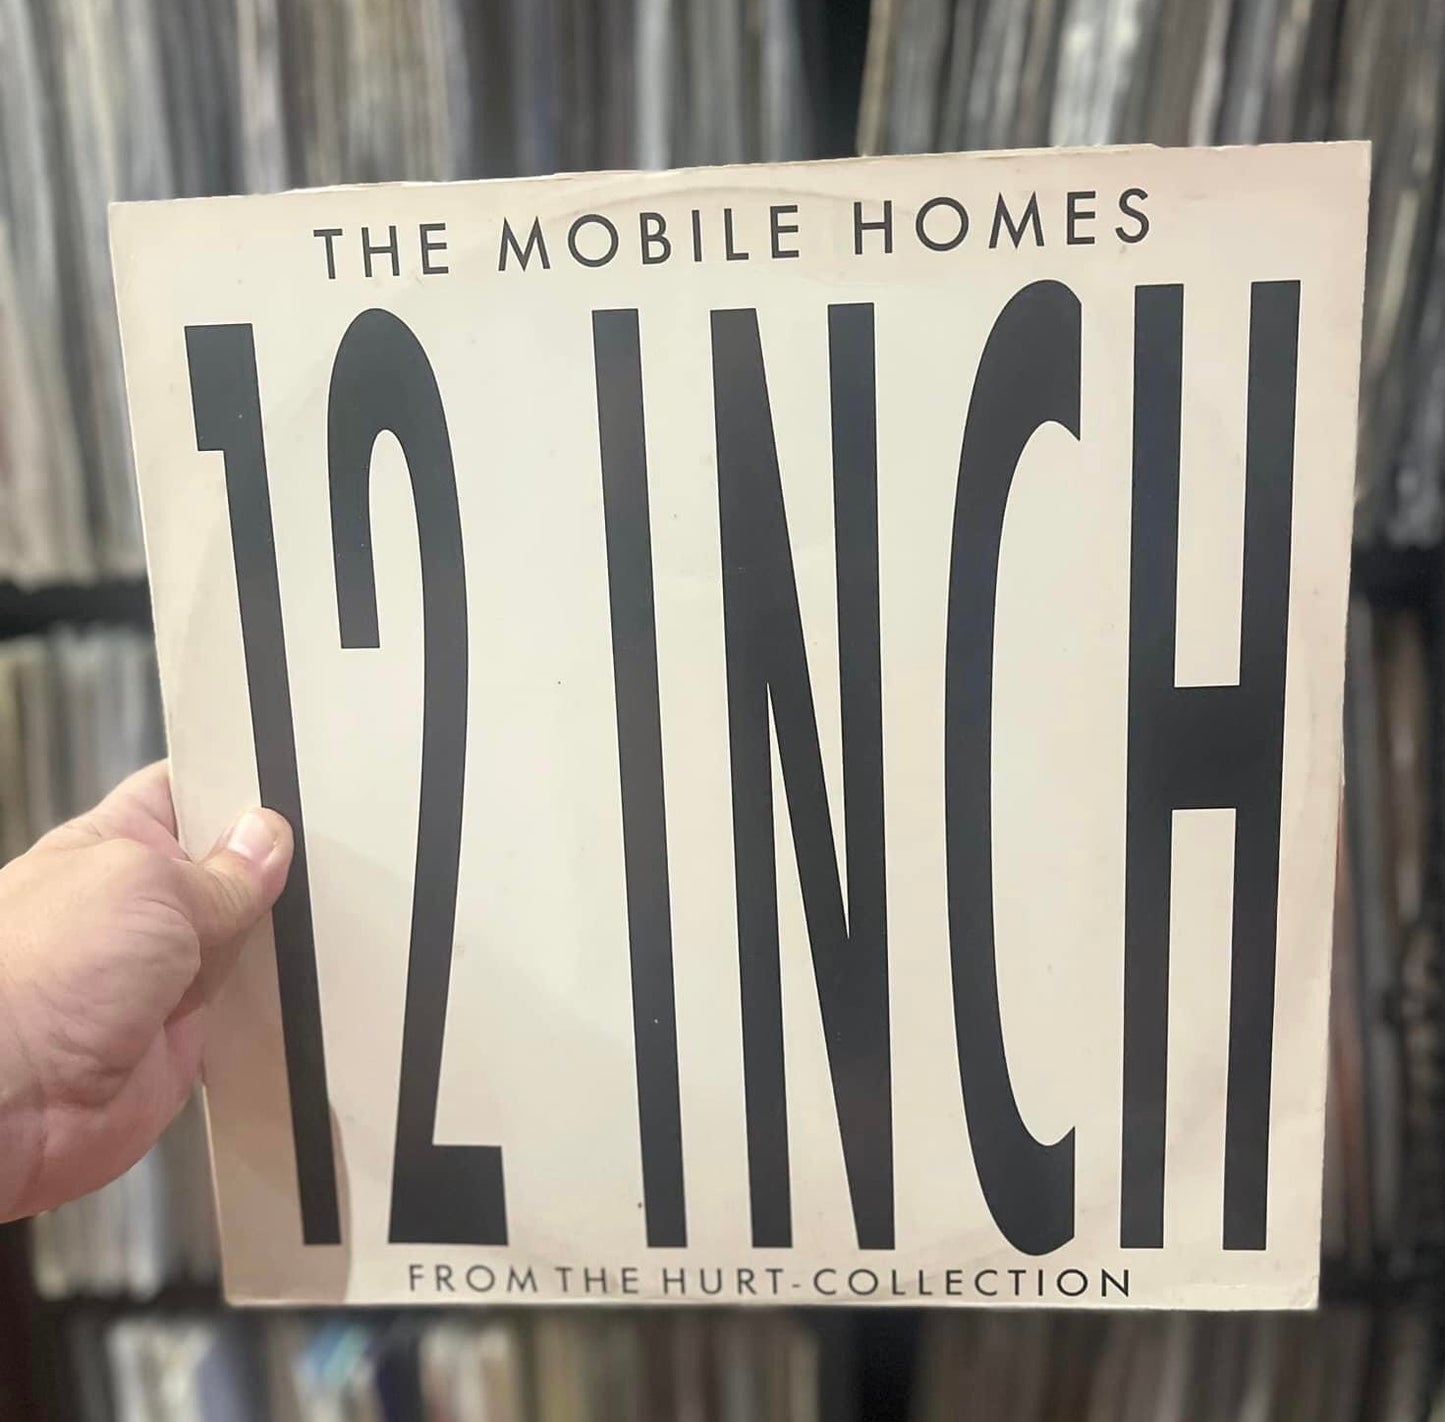 THE MOBILE HOMES
12 INCH
FROM THE HURT-COLLECTION